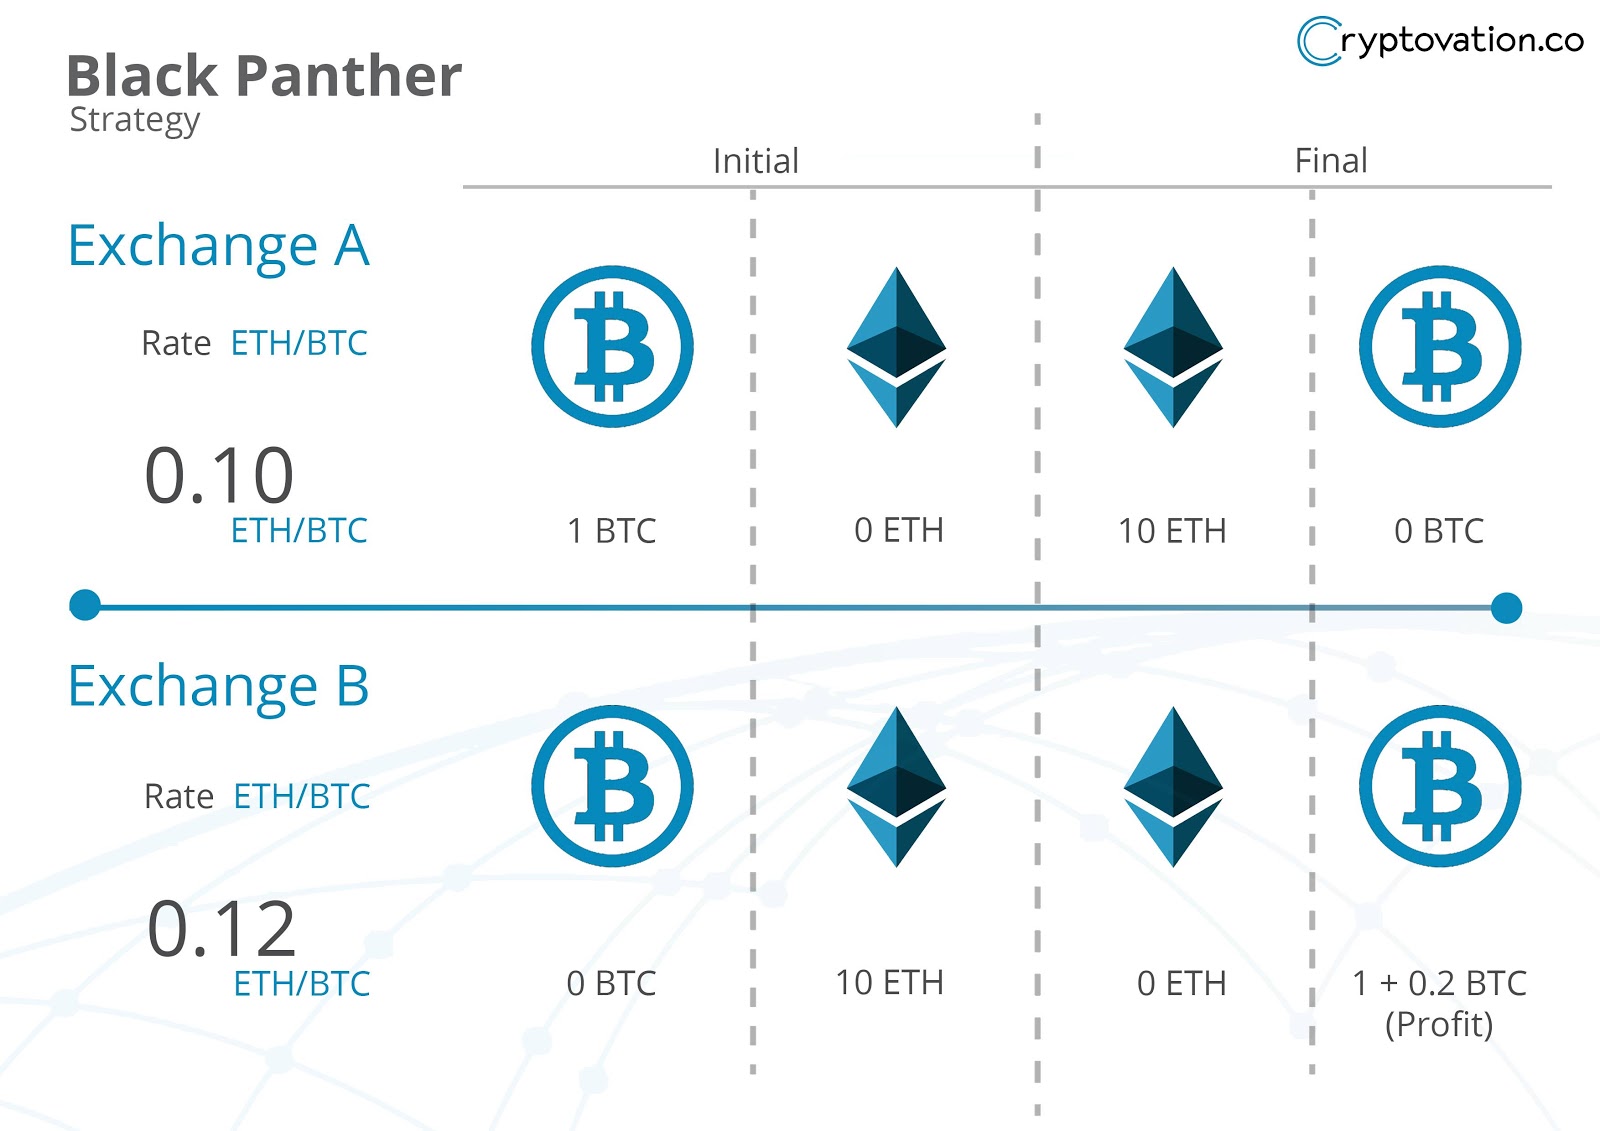 Cryptovation.co
Black Panther
Strategy
Initial
Final
Exchange A
Rate ETH/BTC
0.10
ETH/BTC
1 BTC
0 ETH
10 ETH
0 BTC
Exchange B
Rate ETH/BTC
0.12
ETH/BTC
0 BTC
10 ETH
0 ETH
1 + 0.2 BTC
(Profit)